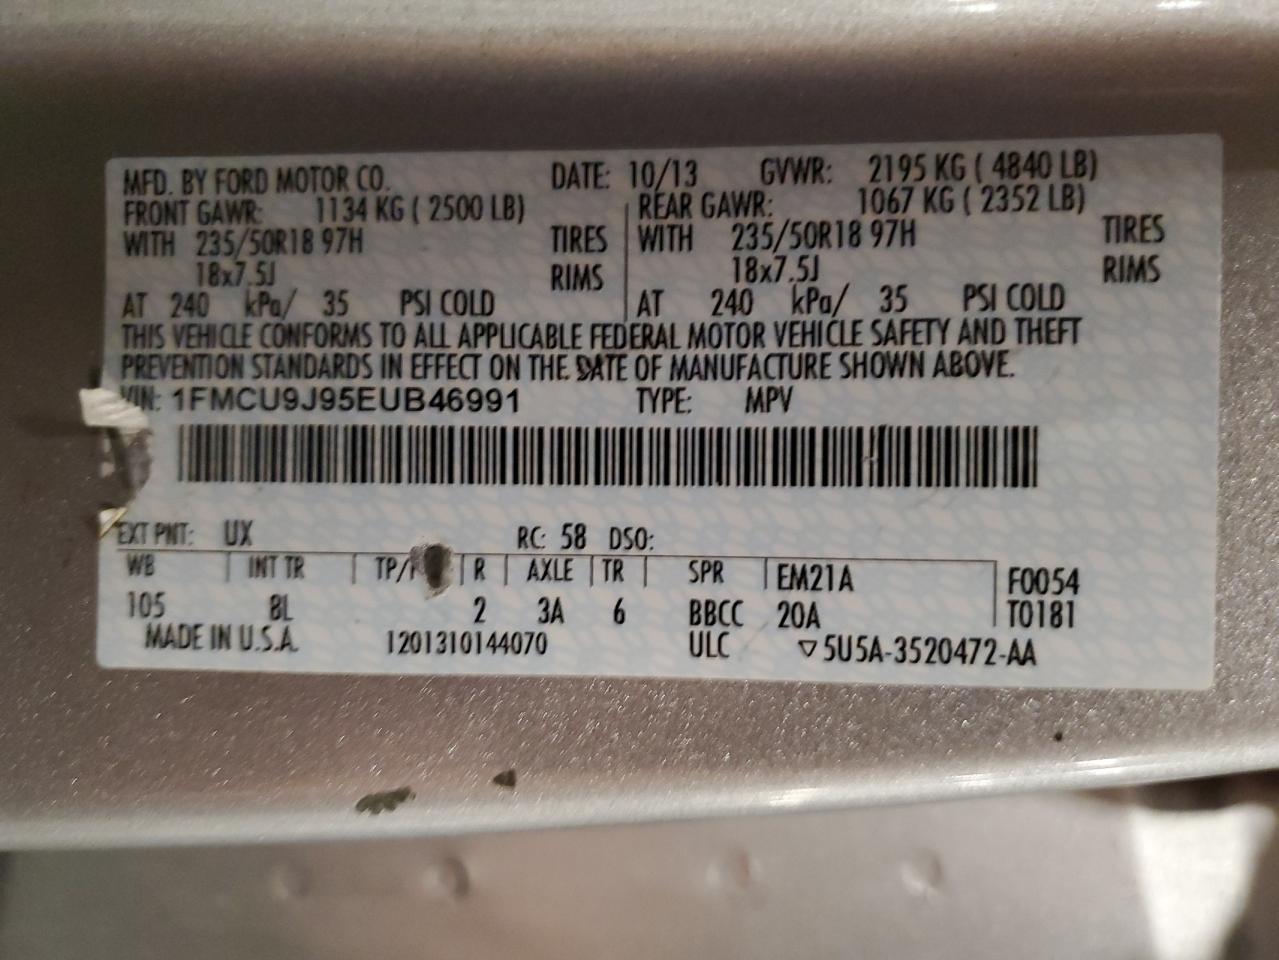 MFD. BY FORD MOTOR CO. DATE: 10/13 GVWR: 2195 KG ( 4840 LB)
FRONT GAWR: 1134 KG ( 2500 LB) REAR GAWR: 1067 KG ( 2352 LB)
WITH 235/50R18 97H TIRES WITH 235/50R18 97H TIRES
18x7.5J RIMS 18x7.5J RIMS
AT 240 kPa/ 35 PSI COLD AT 240 kPa/ 35 PSI COLD
THIS VEHICLE CONFORMS TO ALL APPLICABLE FEDERAL MOTOR VEHICLE SAFETY AND THEFT
PREVENTION STANDARDS IN EFFECT ON THE DATE OF MANUFACTURE SHOWN ABOVE.
VIN: 1FMCU9J95EUB46991 TYPE: MPV
EXT PNT: UX RC: 58 DSO:
WB INT TR TP/ R AXLE TR SPR EM21A F0054
105 8L 2 3A 6 BBCC 20A T0181
MADE IN U.S.A. 1201310144070 ULC ▽5U5A-3520472-AA